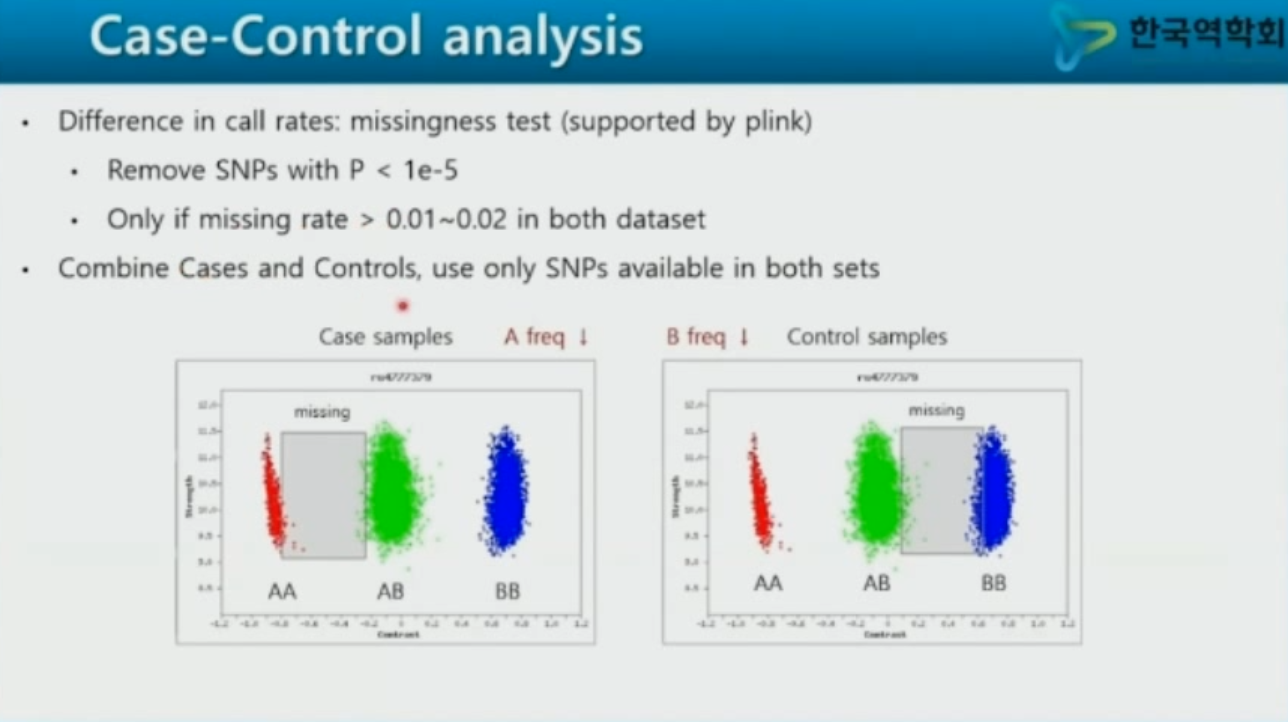 Case-Control analysis
한국역학회
• Difference in call rates: missingness test (supported by plink)
• Remove SNPs with P < 1e-5
• Only if missing rate > 0.01~0.02 in both dataset
• Combine Cases and Controls, use only SNPs available in both sets
Case samples A freq ↓
B freq ↓ Control samples
rs4777379
missing
Strength
AA AB BB
Contrast
rs4777379
missing
Strength
AA AB BB
Contrast